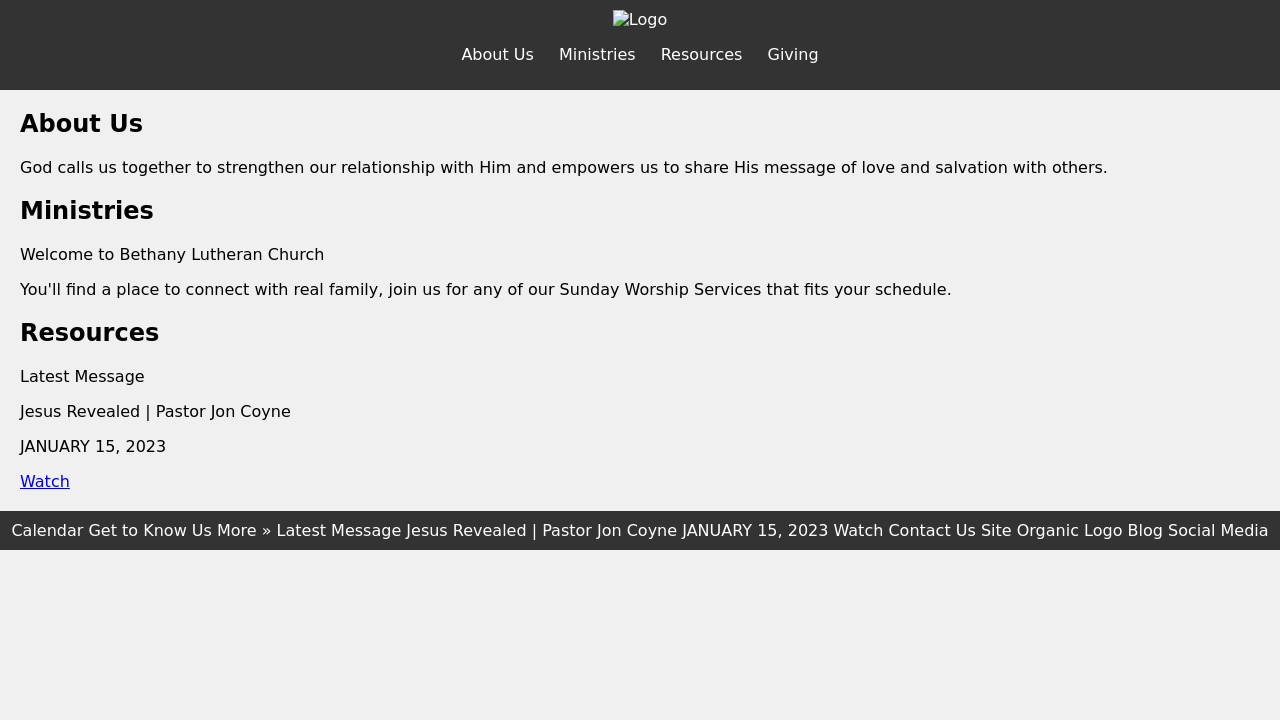 Logo
About Us Ministries Resources Giving
About Us
God calls us together to strengthen our relationship with Him and empowers us to share His message of love and salvation with others.
Ministries
Welcome to Bethany Lutheran Church
You'll find a place to connect with real family, join us for any of our Sunday Worship Services that fits your schedule.
Resources
Latest Message
Jesus Revealed | Pastor Jon Coyne
JANUARY 15, 2023
Watch
Calendar Get to Know Us More » Latest Message Jesus Revealed | Pastor Jon Coyne JANUARY 15, 2023 Watch Contact Us Site Organic Logo Blog Social Media